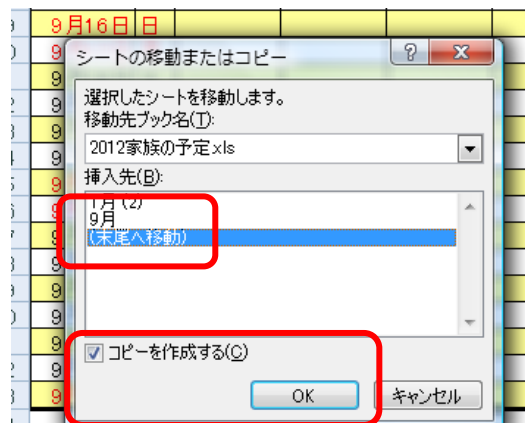 9月16日 日
シートの移動またはコピー
選択したシートを移動します。
移動先ブック名(T):
2012家族の予定.xls
挿入先(B):
1月 (2)
9月
(末尾へ移動)
コピーを作成する(C)
OK キャンセル